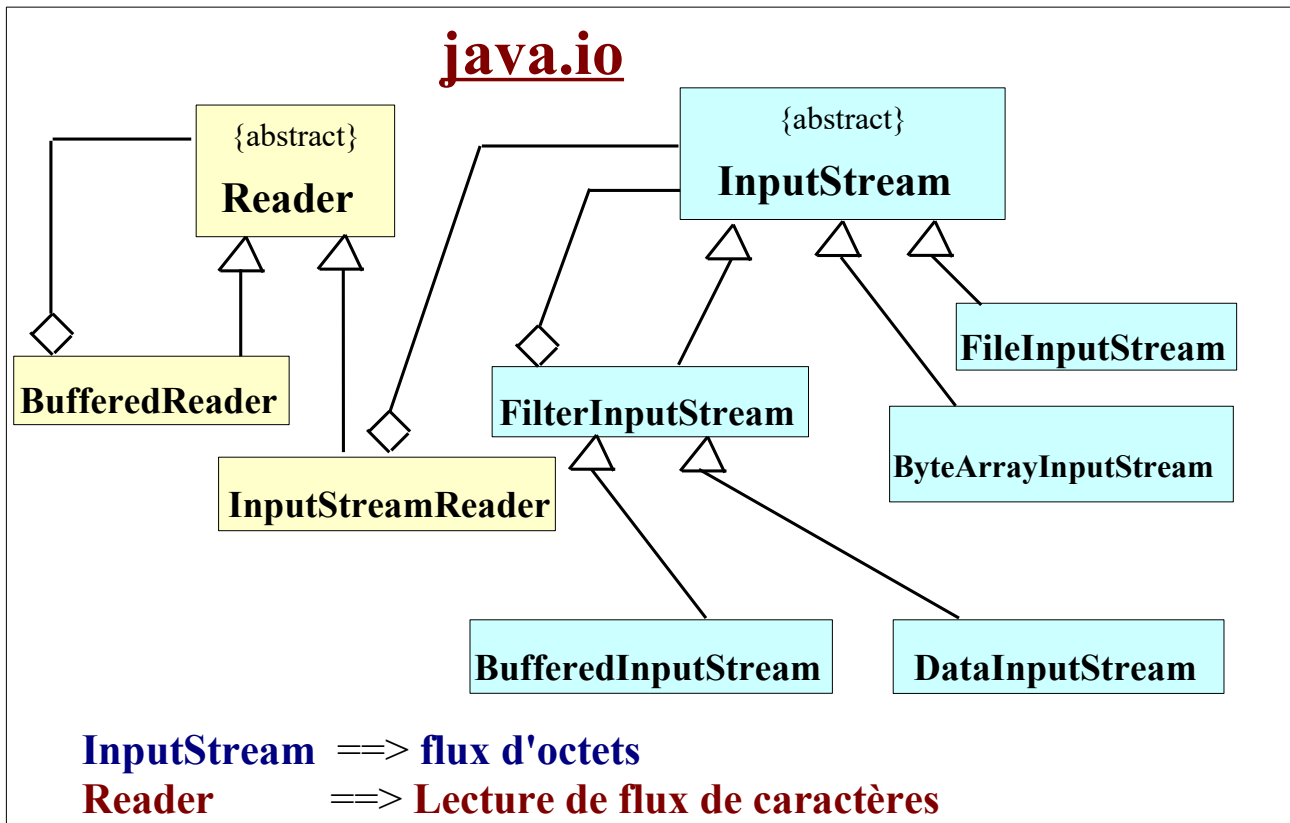 java.io
{abstract}
Reader
{abstract}
InputStream
BufferedReader
InputStreamReader
FilterInputStream
FileInputStream
ByteArrayInputStream
BufferedInputStream
DataInputStream
InputStream ==> flux d'octets
Reader ==> Lecture de flux de caractères